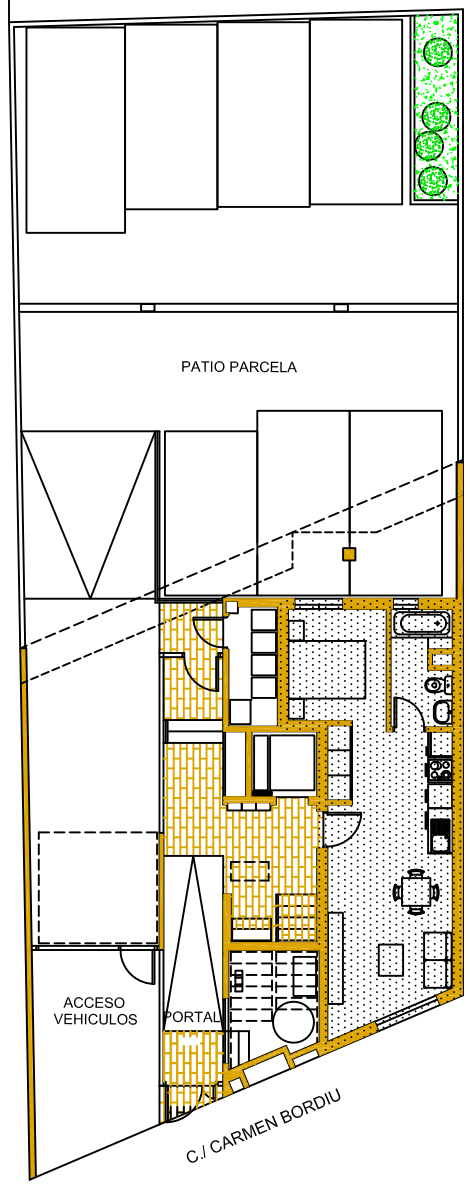 PATIO PARCELA
ACCESO
VEHICULOS
PORTAL
C./ CARMEN BORDIU